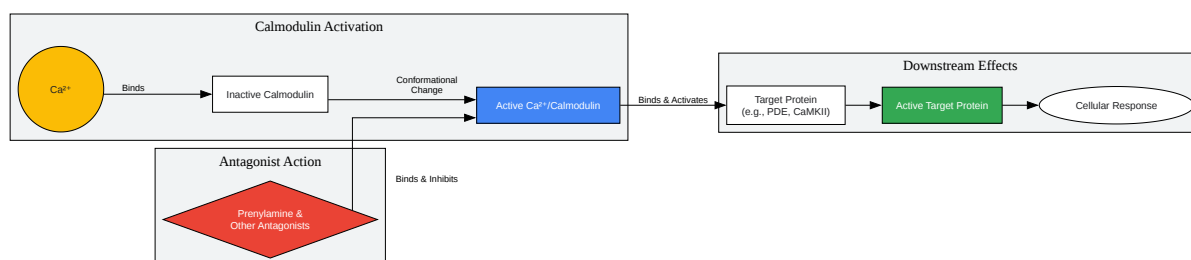 Calmodulin Activation
Ca²⁺
Binds
Inactive Calmodulin
Conformational
Change
Active Ca²⁺/Calmodulin
Binds & Activates
Downstream Effects
Target Protein
(e.g., PDE, CaMKII)
Active Target Protein
Cellular Response
Antagonist Action
Binds & Inhibits
Prenylamine &
Other Antagonists